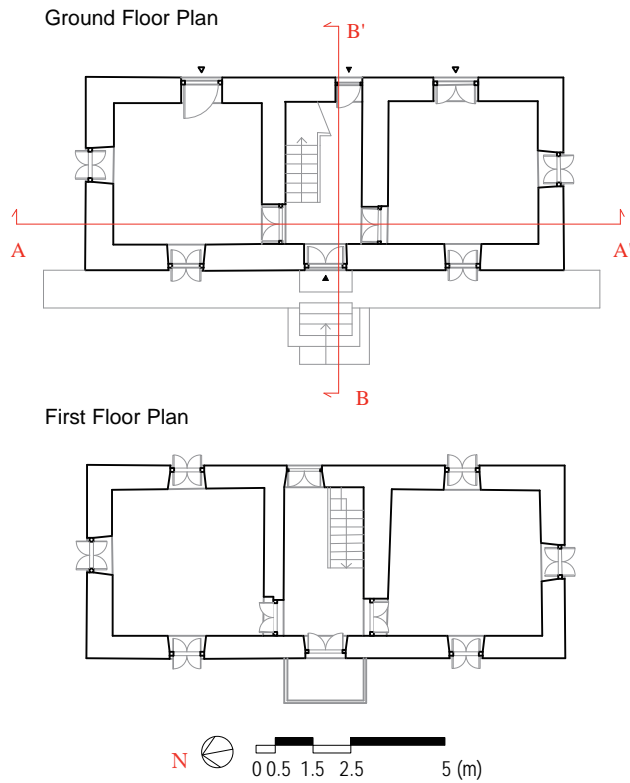 Ground Floor Plan
B'
A
A'
B
First Floor Plan
N
0 0.5 1.5 2.5 5 (m)